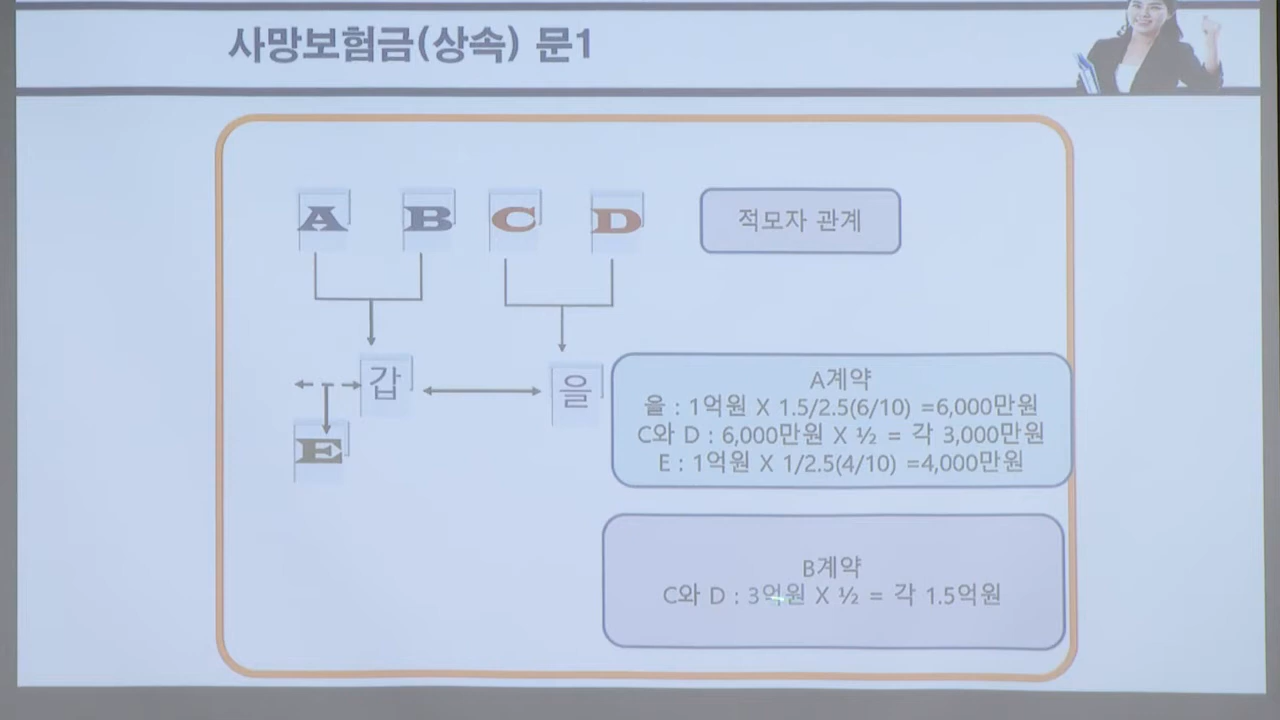 사망보험금(상속) 문1
A B C D
적모자 관계
갑
을
E
A계약
을 : 1억원 X 1.5/2.5(6/10) =6,000만원
C와 D : 6,000만원 X ½ = 각 3,000만원
E : 1억원 X 1/2.5(4/10) =4,000만원
B계약
C와 D : 3억원 X ½ = 각 1.5억원